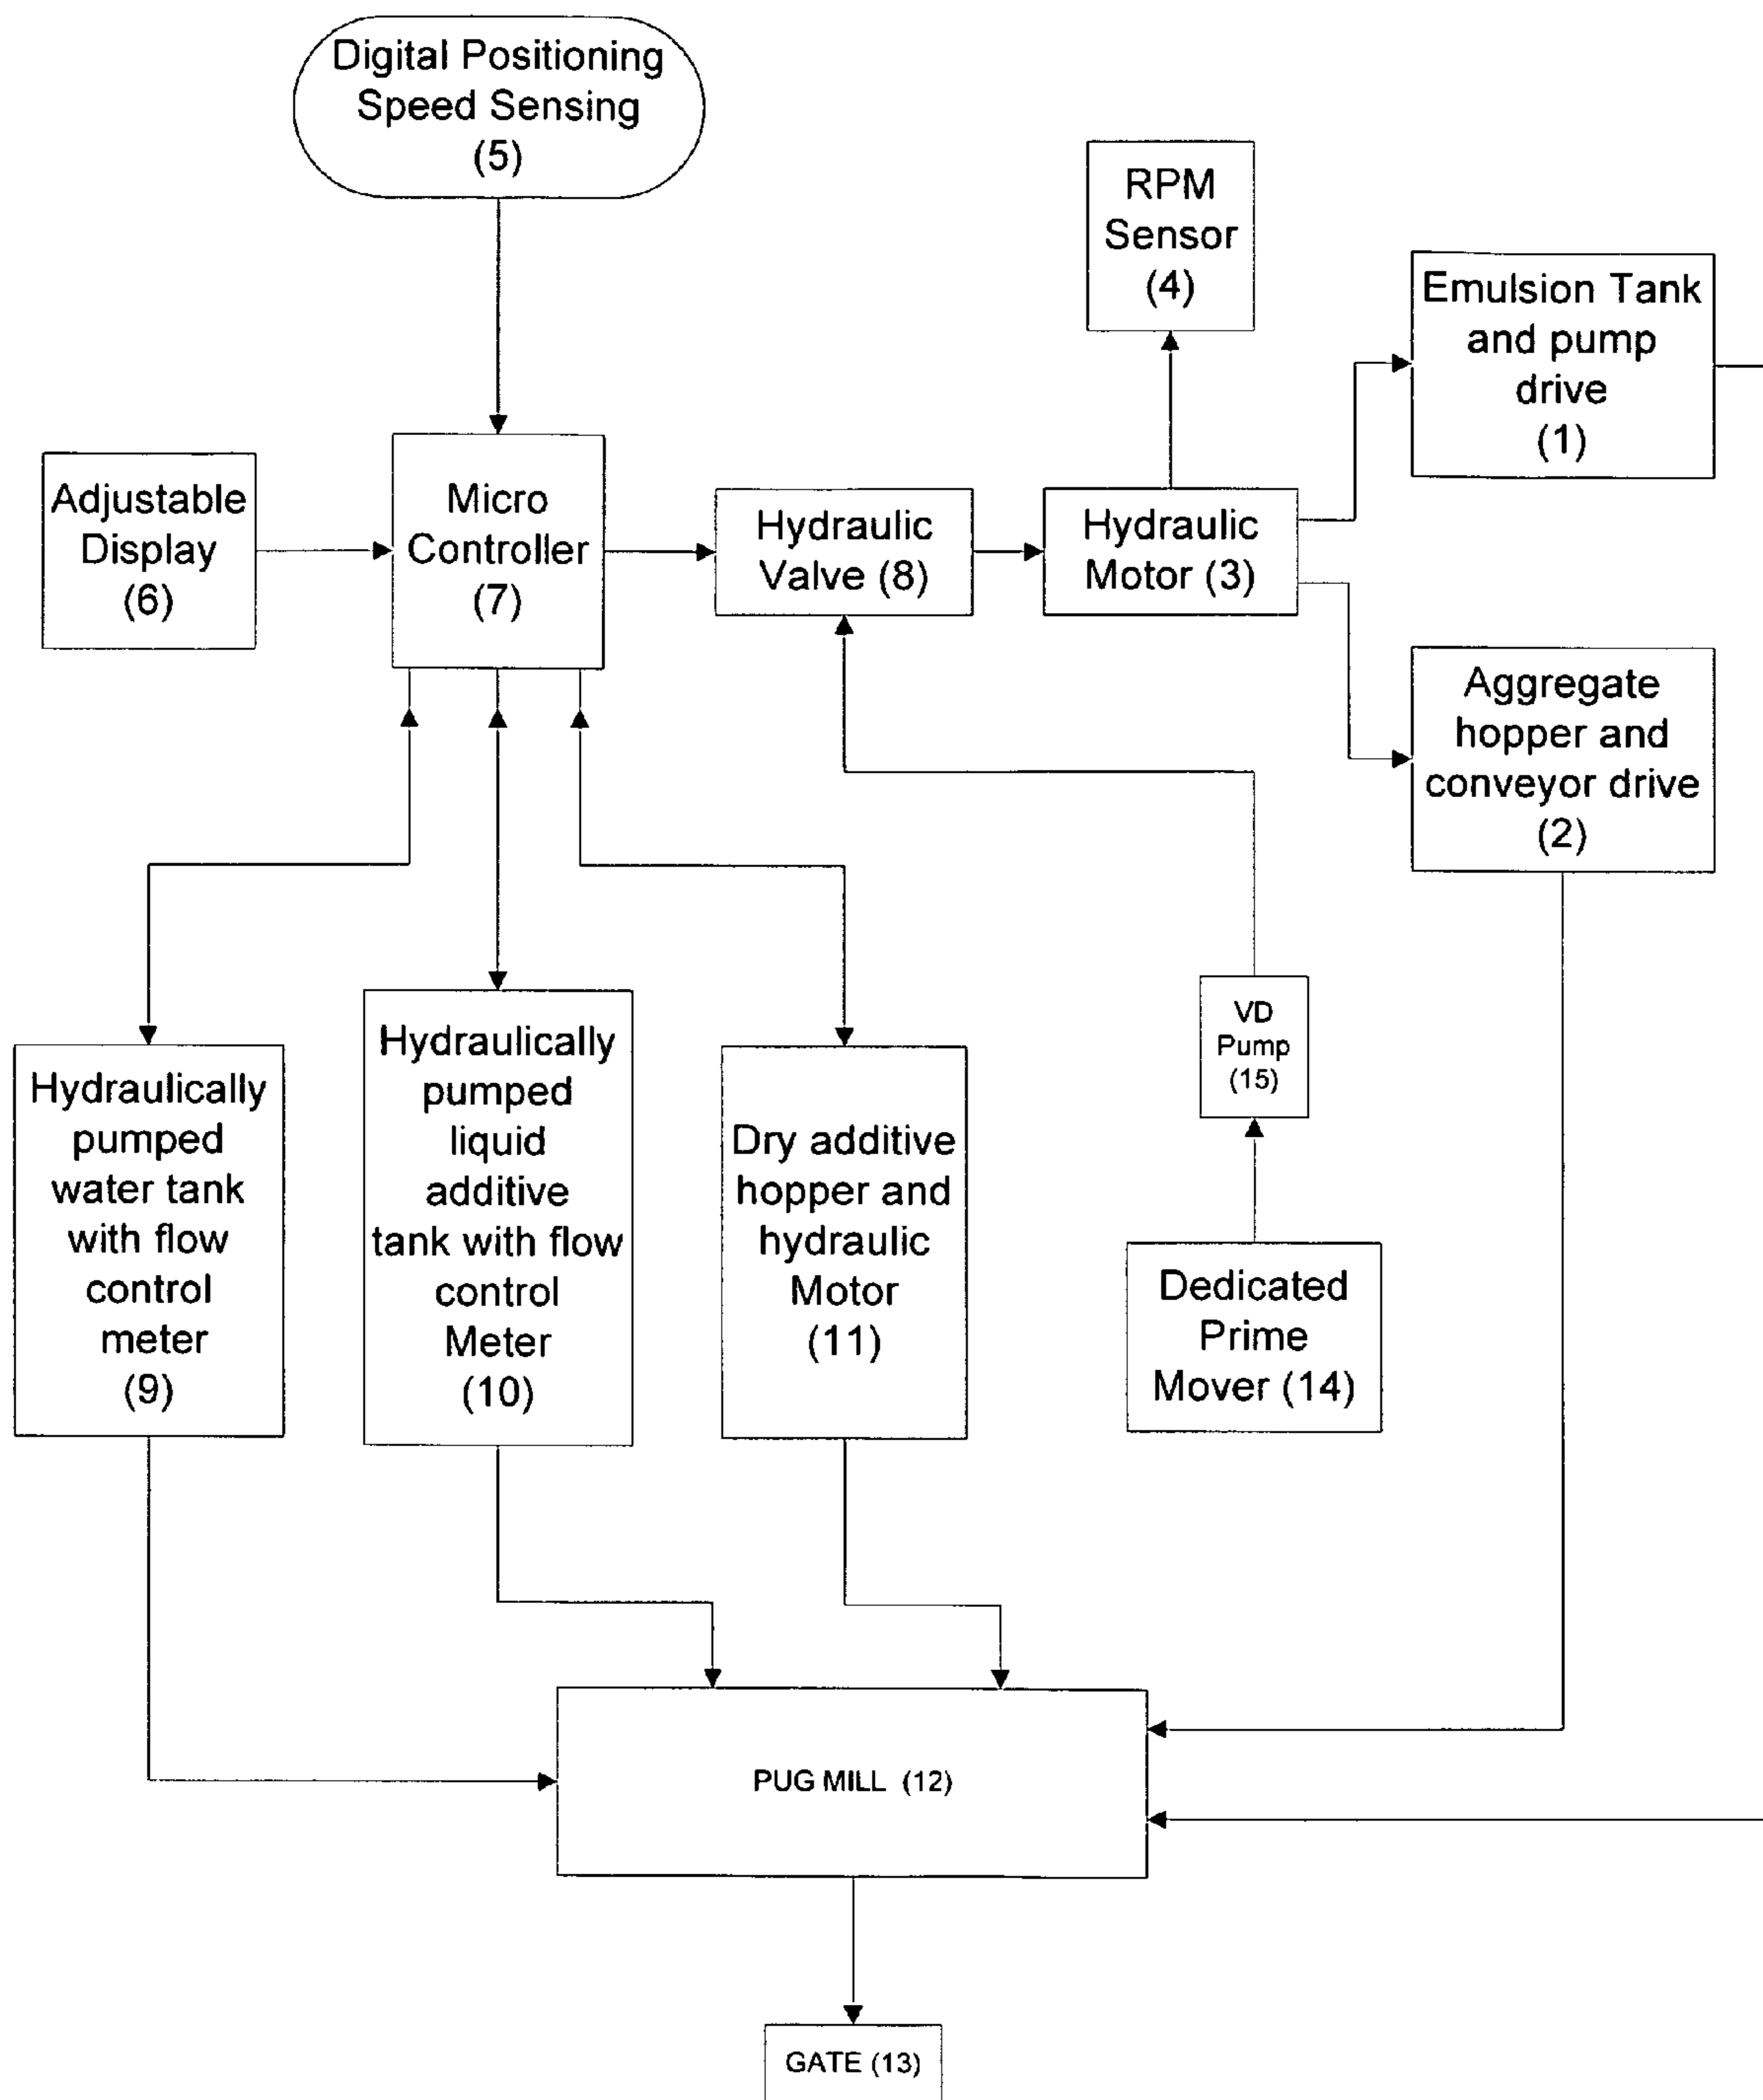 Digital Positioning
Speed Sensing
(5)
RPM
Sensor
(4)
Emulsion Tank
and pump
drive
(1)
Adjustable
Display
(6)
Micro
Controller
(7)
Hydraulic
Valve (8)
Hydraulic
Motor (3)
Aggregate
hopper and
conveyor drive
(2)
Hydraulically
pumped
water tank
with flow
control
meter
(9)
Hydraulically
pumped
liquid
additive
tank with flow
control
Meter
(10)
Dry additive
hopper and
hydraulic
Motor
(11)
VD
Pump
(15)
Dedicated
Prime
Mover (14)
PUG MILL (12)
GATE (13)